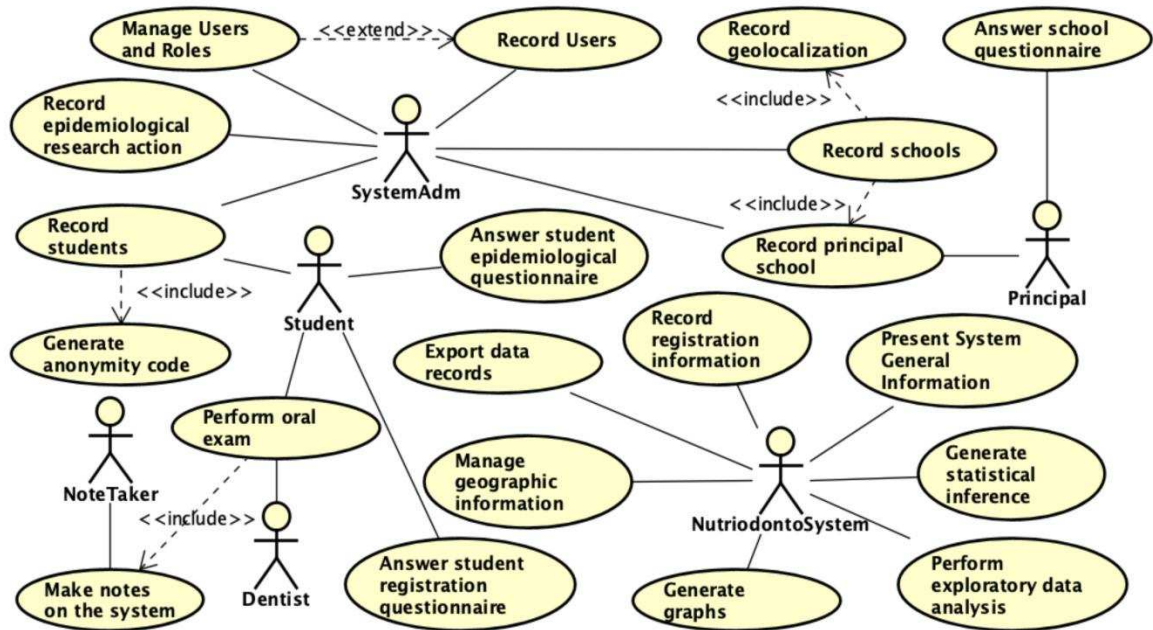 Manage Users
and Roles
<<extend>>
Record Users
Record
geolocalization
Answer school
questionnaire
Record
epidemiological
research action
SystemAdm
<<include>>
Record schools
<<include>>
Record
students
Answer student
epidemiological
questionnaire
Record principal
school
Principal
<<include>>
Student
Generate
anonymity code
Export data
records
Record
registration
information
Present System
General
Information
Perform oral
exam
NoteTaker
Manage
geographic
information
NutriodontoSystem
Generate
statistical
inference
<<include>>
Make notes
on the system
Dentist
Answer student
registration
questionnaire
Generate
graphs
Perform
exploratory data
analysis